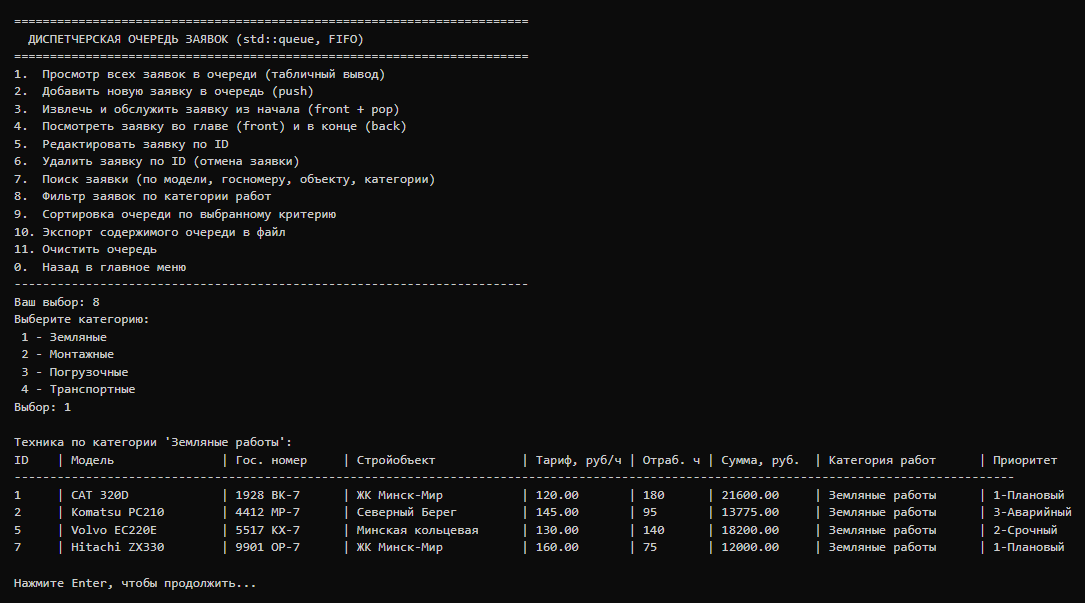 ========================================================================
ДИСПЕТЧЕРСКАЯ ОЧЕРЕДЬ ЗАЯВОК (std::queue, FIFO)
========================================================================
1. Просмотр всех заявок в очереди (табличный вывод)
2. Добавить новую заявку в очередь (push)
3. Извлечь и обслужить заявку из начала (front + pop)
4. Посмотреть заявку во главе (front) и в конце (back)
5. Редактировать заявку по ID
6. Удалить заявку по ID (отмена заявки)
7. Поиск заявки (по модели, госномеру, объекту, категории)
8. Фильтр заявок по категории работ
9. Сортировка очереди по выбранному критерию
10. Экспорт содержимого очереди в файл
11. Очистить очередь
0. Назад в главное меню
------------------------------------------------------------------------
Ваш выбор: 8
Выберите категорию:
1 - Земляные
2 - Монтажные
3 - Погрузочные
4 - Транспортные
Выбор: 1
Техника по категории 'Земляные работы':
ID | Модель | Гос. номер | Стройобъект | Тариф, руб/ч | Отраб. ч | Сумма, руб. | Категория работ | Приоритет
--------------------------------------------------------------------------------------------------------------------------------------------
1 | CAT 320D | 1928 BK-7 | ЖК Минск-Мир | 120.00 | 180 | 21600.00 | Земляные работы | 1-Плановый
2 | Komatsu PC210 | 4412 MP-7 | Северный Берег | 145.00 | 95 | 13775.00 | Земляные работы | 3-Аварийный
5 | Volvo EC220E | 5517 KX-7 | Минская кольцевая | 130.00 | 140 | 18200.00 | Земляные работы | 2-Срочный
7 | Hitachi ZX330 | 9901 OP-7 | ЖК Минск-Мир | 160.00 | 75 | 12000.00 | Земляные работы | 1-Плановый
Нажмите Enter, чтобы продолжить...